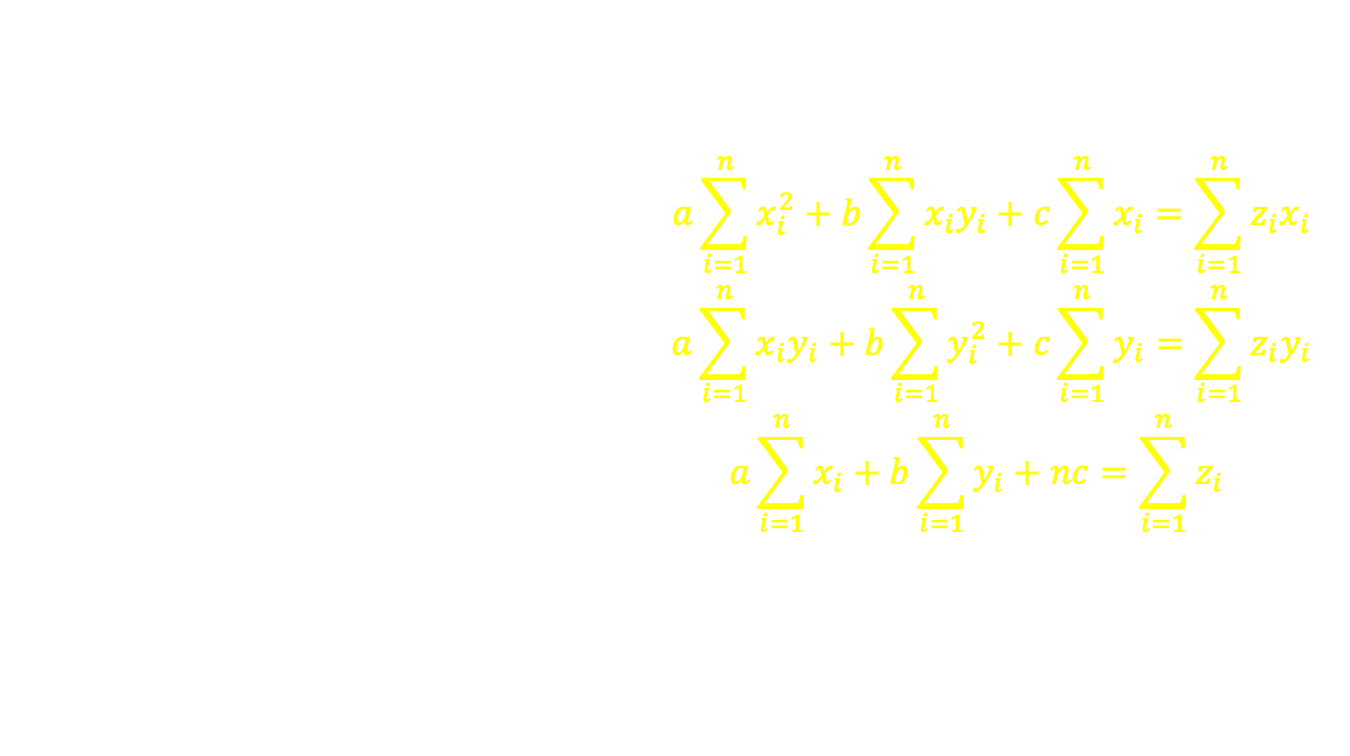 a∑_{i=1}^{n} x_i^2 + b∑_{i=1}^{n} x_i y_i + c∑_{i=1}^{n} x_i = ∑_{i=1}^{n} z_i x_i
a∑_{i=1}^{n} x_i y_i + b∑_{i=1}^{n} y_i^2 + c∑_{i=1}^{n} y_i = ∑_{i=1}^{n} z_i y_i
a∑_{i=1}^{n} x_i + b∑_{i=1}^{n} y_i + nc = ∑_{i=1}^{n} z_i